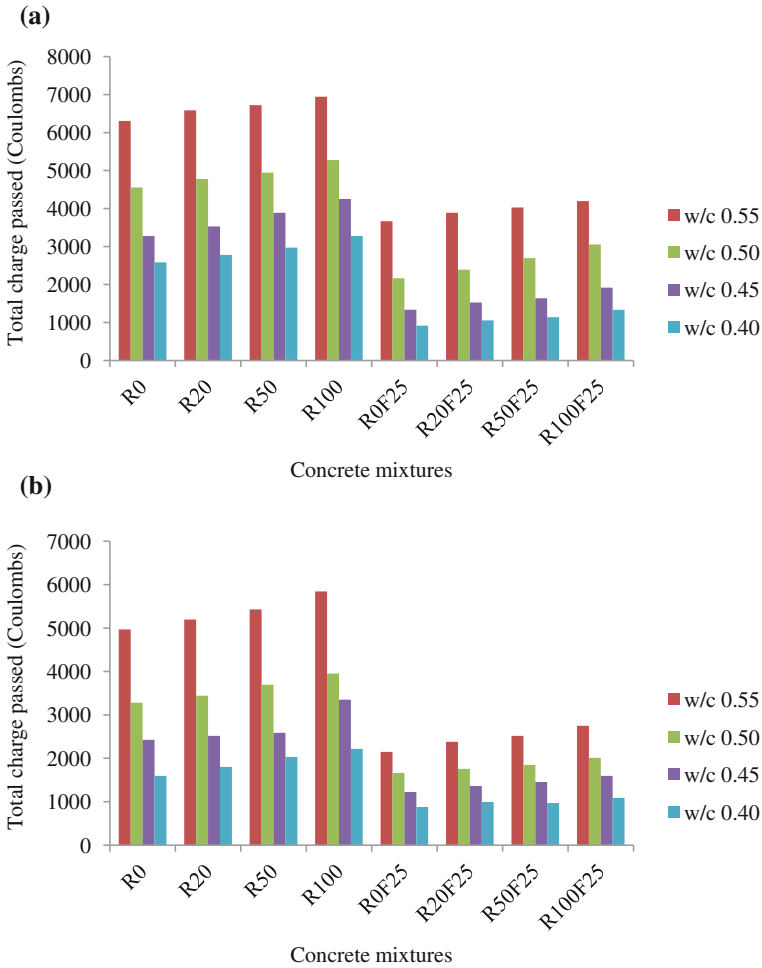 (a)
Total charge passed (Coulombs)
8000
7000
6000
5000
4000
3000
2000
1000
0
R0
R20
R50
R100
R0F25
R20F25
R50F25
R100F25
Concrete mixtures
w/c 0.55
w/c 0.50
w/c 0.45
w/c 0.40
(b)
Total charge passed (Coulombs)
7000
6000
5000
4000
3000
2000
1000
0
R0
R20
R50
R100
R0F25
R20F25
R50F25
R100F25
Concrete mixtures
w/c 0.55
w/c 0.50
w/c 0.45
w/c 0.40